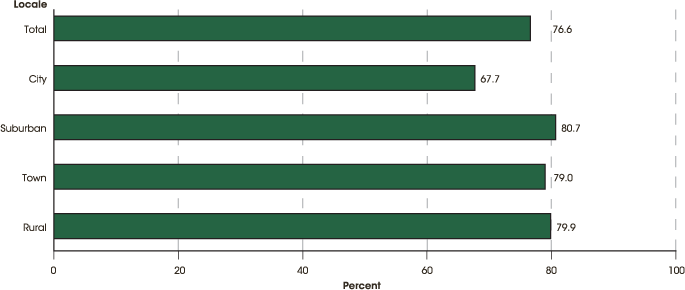 Locale
Total 76.6
City 67.7
Suburban 80.7
Town 79.0
Rural 79.9
0 20 40 60 80 100
Percent